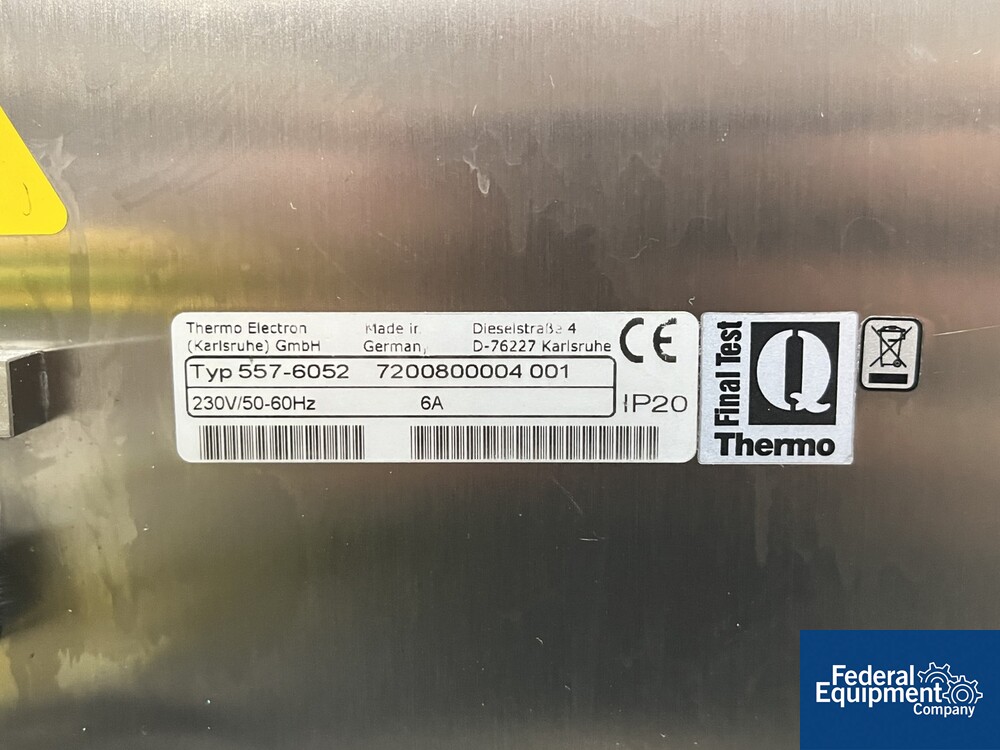 Thermo Electron
(Karlsruhe) GmbH
Made in
Germany
Dieselstraße 4
D-76227 Karlsruhe
CE
Typ 557-6052 7200800004 001
230V/50-60Hz 6A
IP20
Final Test
Q
Thermo
Federal
Equipment
Company